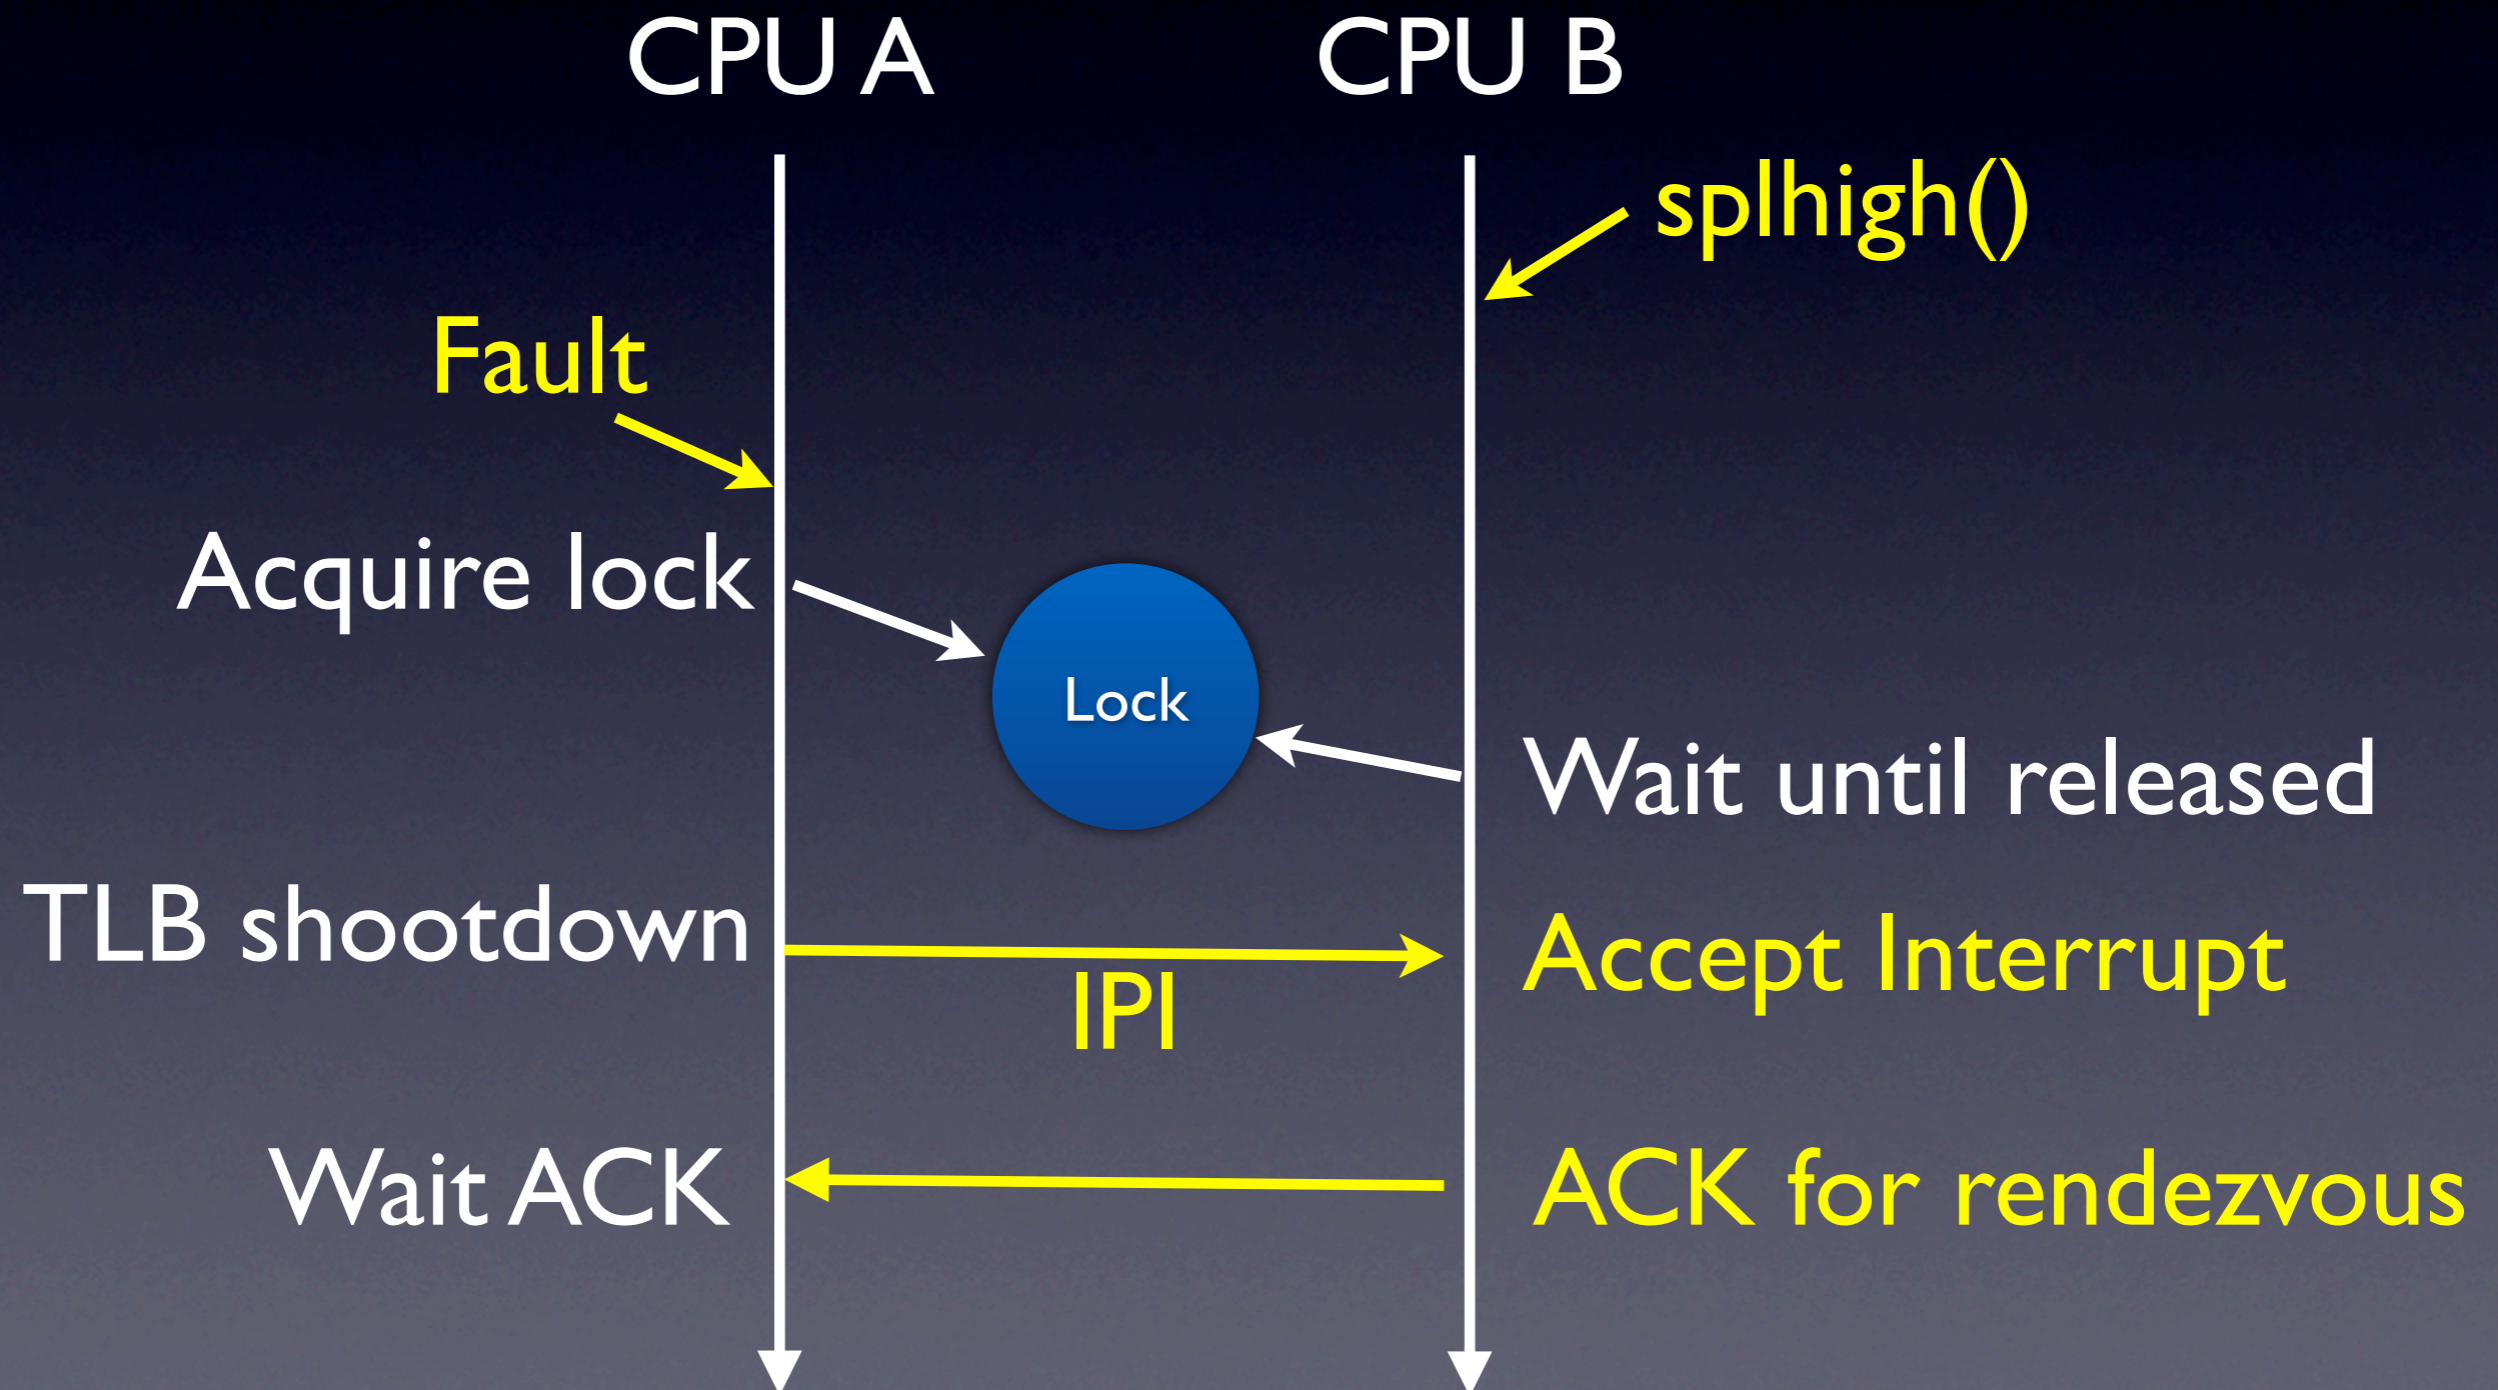 CPU A
CPU B
splhigh()
Fault
Acquire lock
Lock
Wait until released
TLB shootdown
Accept Interrupt
IPI
Wait ACK
ACK for rendezvous